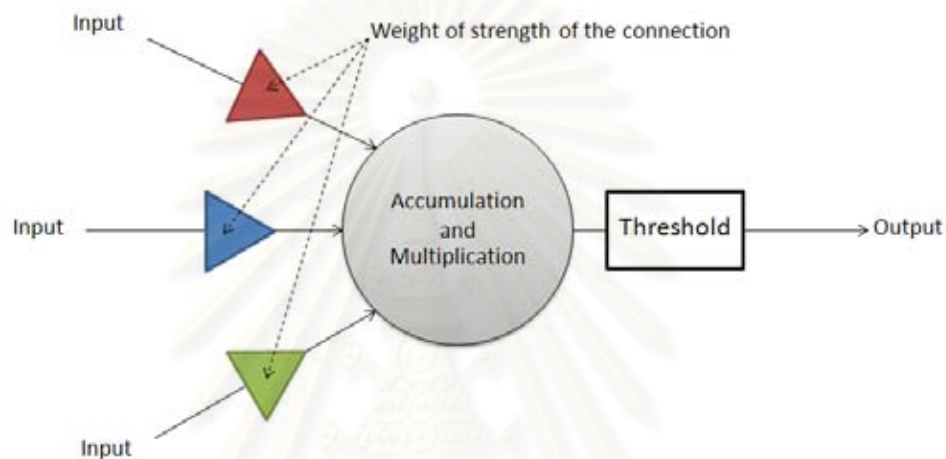 Input
Weight of strength of the connection
Input
Accumulation
and
Multiplication
Threshold
Output
Input